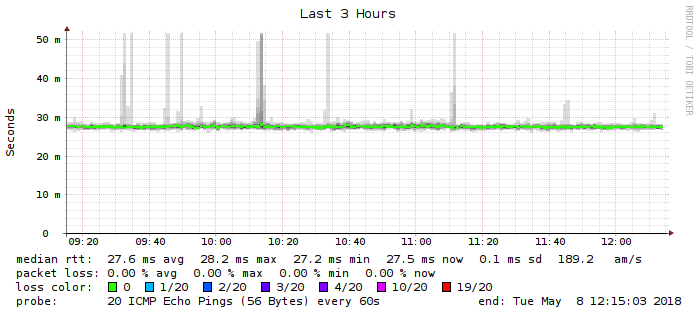 Last 3 Hours
RRDTOOL / TOBI OETIKER
Seconds
50 m
40 m
30 m
20 m
10 m
0
09:20 09:40 10:00 10:20 10:40 11:00 11:20 11:40 12:00
median rtt: 27.6 ms avg 28.2 ms max 27.2 ms min 27.5 ms now 0.1 ms sd 189.2 am/s
packet loss: 0.00 % avg 0.00 % max 0.00 % min 0.00 % now
loss color: 0 1/20 2/20 3/20 4/20 10/20 19/20
probe: 20 ICMP Echo Pings (56 Bytes) every 60s end: Tue May 8 12:15:03 2018